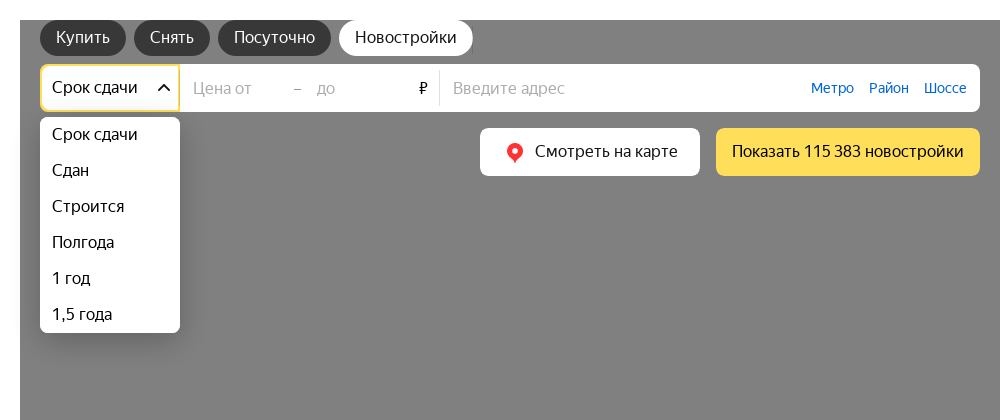 Купить Снять Посуточно Новостройки
Срок сдачи Цена от – до ₽ Введите адрес Метро Район Шоссе
Срок сдачи
Смотреть на карте Показать 115 383 новостройки
Сдан
Строится
Полгода
1 год
1,5 года